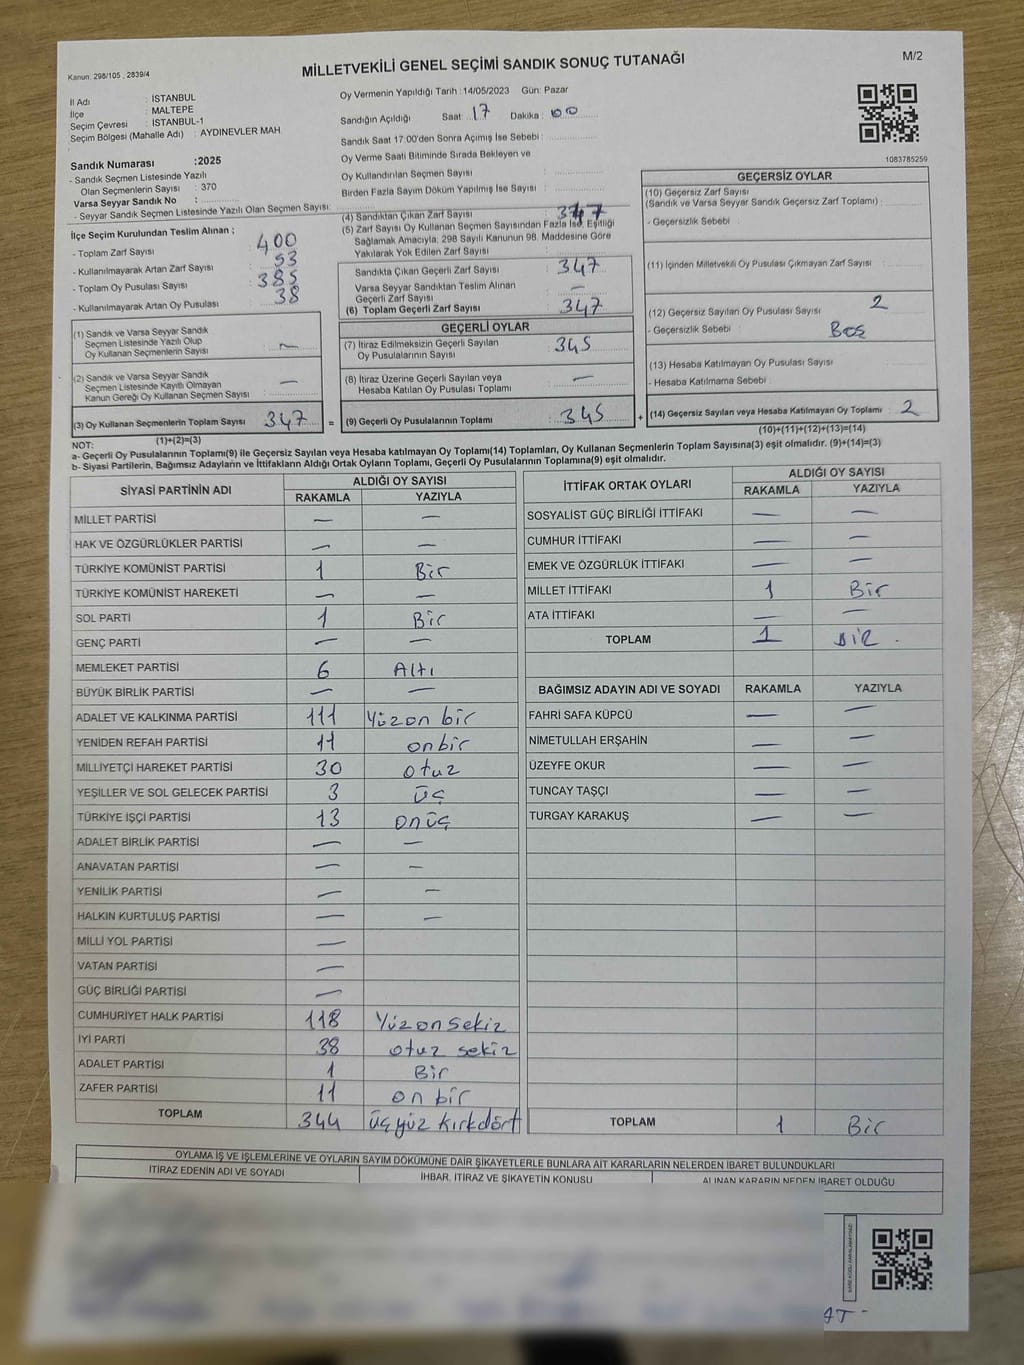 Kanun: 298/105 , 2839/4
MİLLETVEKİLİ GENEL SEÇİMİ SANDIK SONUÇ TUTANAĞI
M/2
İl Adı : İSTANBUL
İlçe : MALTEPE
Seçim Çevresi : İSTANBUL-1
Seçim Bölgesi (Mahalle Adı) : AYDINEVLER MAH
Sandık Numarası :2025
- Sandık Seçmen Listesinde Yazılı
Olan Seçmenlerin Sayısı : 370
Varsa Seyyar Sandık No :
- Seyyar Sandık Seçmen Listesinde Yazılı Olan Seçmen Sayısı:
Oy Vermenin Yapıldığı Tarih : 14/05/2023 Gün: Pazar
Sandığın Açıldığı Saat : 17 Dakika : 00
Sandık Saat 17:00'den Sonra Açımış İse Sebebi :
Oy Verme Saati Bitiminde Sırada Bekleyen ve
Oy Kullandırılan Seçmen Sayısı :
Birden Fazla Sayım Döküm Yapılmış İse Sayısı :
1083785259
İlçe Seçim Kurulundan Teslim Alınan ;
- Toplam Zarf Sayısı : 400
- Kullanılmayarak Artan Zarf Sayısı : 53
- Toplam Oy Pusulası Sayısı : 385
- Kullanılmayarak Artan Oy Pusulası : 38
(4) Sandıktan Çıkan Zarf Sayısı : 347
(5) Zarf Sayısı Oy Kullanan Seçmen Sayısından Fazla İse, Eşitliği
Sağlamak Amacıyla; 298 Sayılı Kanunun 98. Maddesine Göre
Yakılarak Yok Edilen Zarf Sayısı :
Sandıkta Çıkan Geçerli Zarf Sayısı : 347
Varsa Seyyar Sandıktan Teslim Alınan
Geçerli Zarf Sayısı : —
(6) Toplam Geçerli Zarf Sayısı : 347
GEÇERSİZ OYLAR
(10) Geçersiz Zarf Sayısı
(Sandık ve Varsa Seyyar Sandık Geçersiz Zarf Toplamı) :
- Geçersizlik Sebebi :
(11) İçinden Milletvekili Oy Pusulası Çıkmayan Zarf Sayısı :
(12) Geçersiz Sayılan Oy Pusulası Sayısı : 2
- Geçersizlik Sebebi : Boş
(13) Hesaba Katılmayan Oy Pusulası Sayısı :
- Hesaba Katılmama Sebebi :
(14) Geçersiz Sayılan veya Hesaba Katılmayan Oy Toplamı : 2
(10)+(11)+(12)+(13)=(14)
(1) Sandık ve Varsa Seyyar Sandık
Seçmen Listesinde Yazılı Olup
Oy Kullanan Seçmenlerin Sayısı : —
(2) Sandık ve Varsa Seyyar Sandık
Seçmen Listesinde Kayıtlı Olmayan
Kanun Gereği Oy Kullanan Seçmen Sayısı : —
(3) Oy Kullanan Seçmenlerin Toplam Sayısı : 347 =
(1)+(2)=(3)
GEÇERLİ OYLAR
(7) İtiraz Edilmeksizin Geçerli Sayılan
Oy Pusulalarının Sayısı : 345
(8) İtiraz Üzerine Geçerli Sayılan veya
Hesaba Katılan Oy Pusulası Toplamı : —
(9) Geçerli Oy Pusulalarının Toplamı : 345 +
NOT:
a- Geçerli Oy Pusulalarının Toplamı(9) ile Geçersiz Sayılan veya Hesaba Katılmayan Oy Toplamı(14) Toplamları, Oy Kullanan Seçmenlerin Toplam Sayısına(3) eşit olmalıdır. (9)+(14)=(3)
b- Siyasi Partilerin, Bağımsız Adayların ve İttifakların Aldığı Ortak Oyların Toplamı, Geçerli Oy Pusulalarının Toplamına(9) eşit olmalıdır.
SİYASİ PARTİNİN ADI ALDIĞI OY SAYISI
RAKAMLA YAZIYLA
MİLLET PARTİSİ — —
HAK VE ÖZGÜRLÜKLER PARTİSİ — —
TÜRKİYE KOMÜNİST PARTİSİ 1 Bir
TÜRKİYE KOMÜNİST HAREKETİ — —
SOL PARTİ 1 Bir
GENÇ PARTİ — —
MEMLEKET PARTİSİ 6 Altı
BÜYÜK BİRLİK PARTİSİ — —
ADALET VE KALKINMA PARTİSİ 111 Yüzon bir
YENİDEN REFAH PARTİSİ 11 onbir
MİLLİYETÇİ HAREKET PARTİSİ 30 otuz
YEŞİLLER VE SOL GELECEK PARTİSİ 3 üç
TÜRKİYE İŞÇİ PARTİSİ 13 onüç
ADALET BİRLİK PARTİSİ — —
ANAVATAN PARTİSİ — —
YENİLİK PARTİSİ — —
HALKIN KURTULUŞ PARTİSİ — —
MİLLİ YOL PARTİSİ —
VATAN PARTİSİ —
GÜÇ BİRLİĞİ PARTİSİ —
CUMHURİYET HALK PARTİSİ 118 Yüzonsekiz
İYİ PARTİ 38 otuz sekiz
ADALET PARTİSİ 1 Bir
ZAFER PARTİSİ 11 on bir
TOPLAM 344 üçyüz kırkdört
İTTİFAK ORTAK OYLARI ALDIĞI OY SAYISI
RAKAMLA YAZIYLA
SOSYALİST GÜÇ BİRLİĞİ İTTİFAKI — —
CUMHUR İTTİFAKI — —
EMEK VE ÖZGÜRLÜK İTTİFAKI — —
MİLLET İTTİFAKI 1 Bir
ATA İTTİFAKI — —
TOPLAM 1 BİR .
BAĞIMSIZ ADAYIN ADI VE SOYADI RAKAMLA YAZIYLA
FAHRİ SAFA KÜPCÜ — —
NİMETULLAH ERŞAHİN — —
ÜZEYFE OKUR — —
TUNCAY TAŞÇI — —
TURGAY KARAKUŞ — —
TOPLAM 1 Bir
OYLAMA İŞ VE İŞLEMLERİNE VE OYLARIN SAYIM DÖKÜMÜNE DAİR ŞİKAYETLERLE BUNLARA AİT KARARLARIN NELERDEN İBARET BULUNDUKLARI
İTİRAZ EDENİN ADI VE SOYADI İHBAR, İTİRAZ VE ŞİKAYETİN KONUSU ALINAN KARARIN NEDEN İBARET OLDUĞU